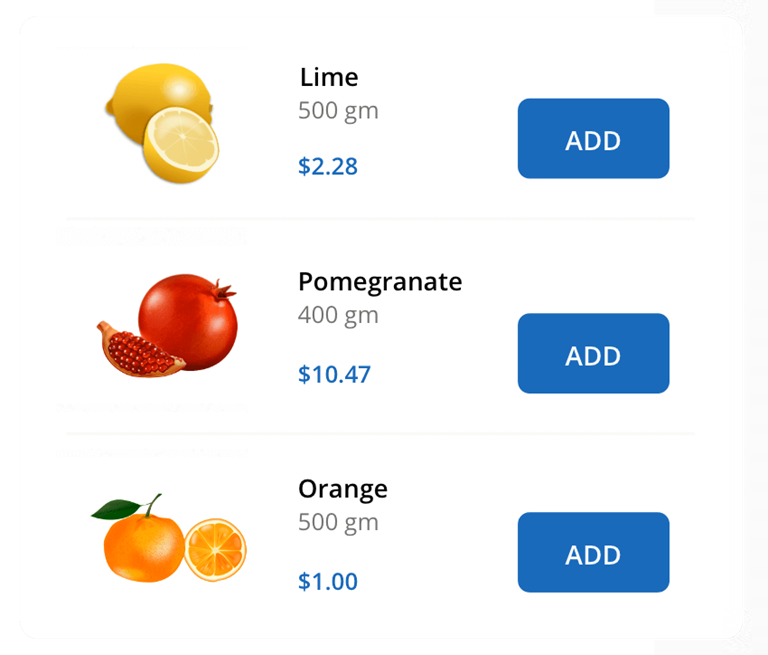 Lime
500 gm
$2.28
ADD
Pomegranate
400 gm
$10.47
ADD
Orange
500 gm
$1.00
ADD